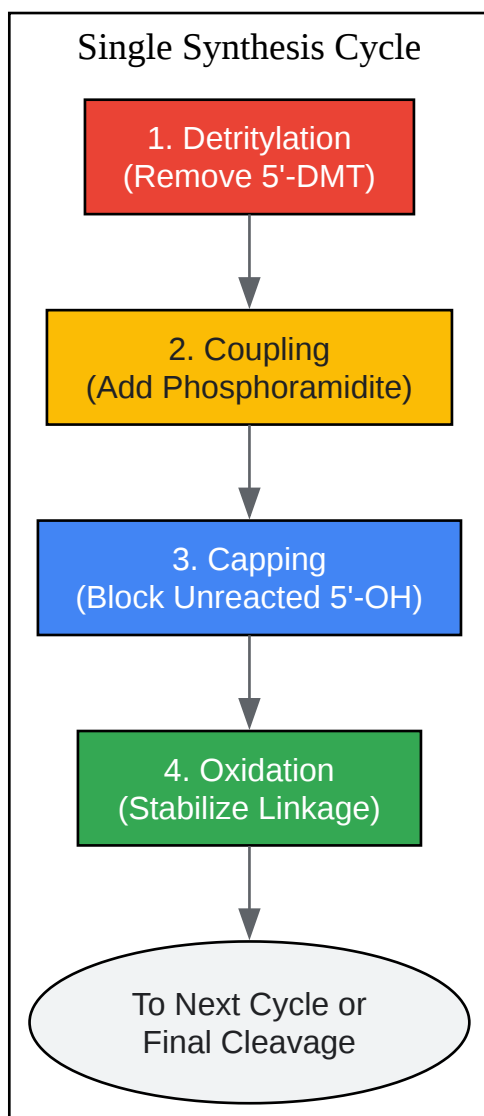 Single Synthesis Cycle
1. Detritylation
(Remove 5'-DMT)
2. Coupling
(Add Phosphoramidite)
3. Capping
(Block Unreacted 5'-OH)
4. Oxidation
(Stabilize Linkage)
To Next Cycle or
Final Cleavage